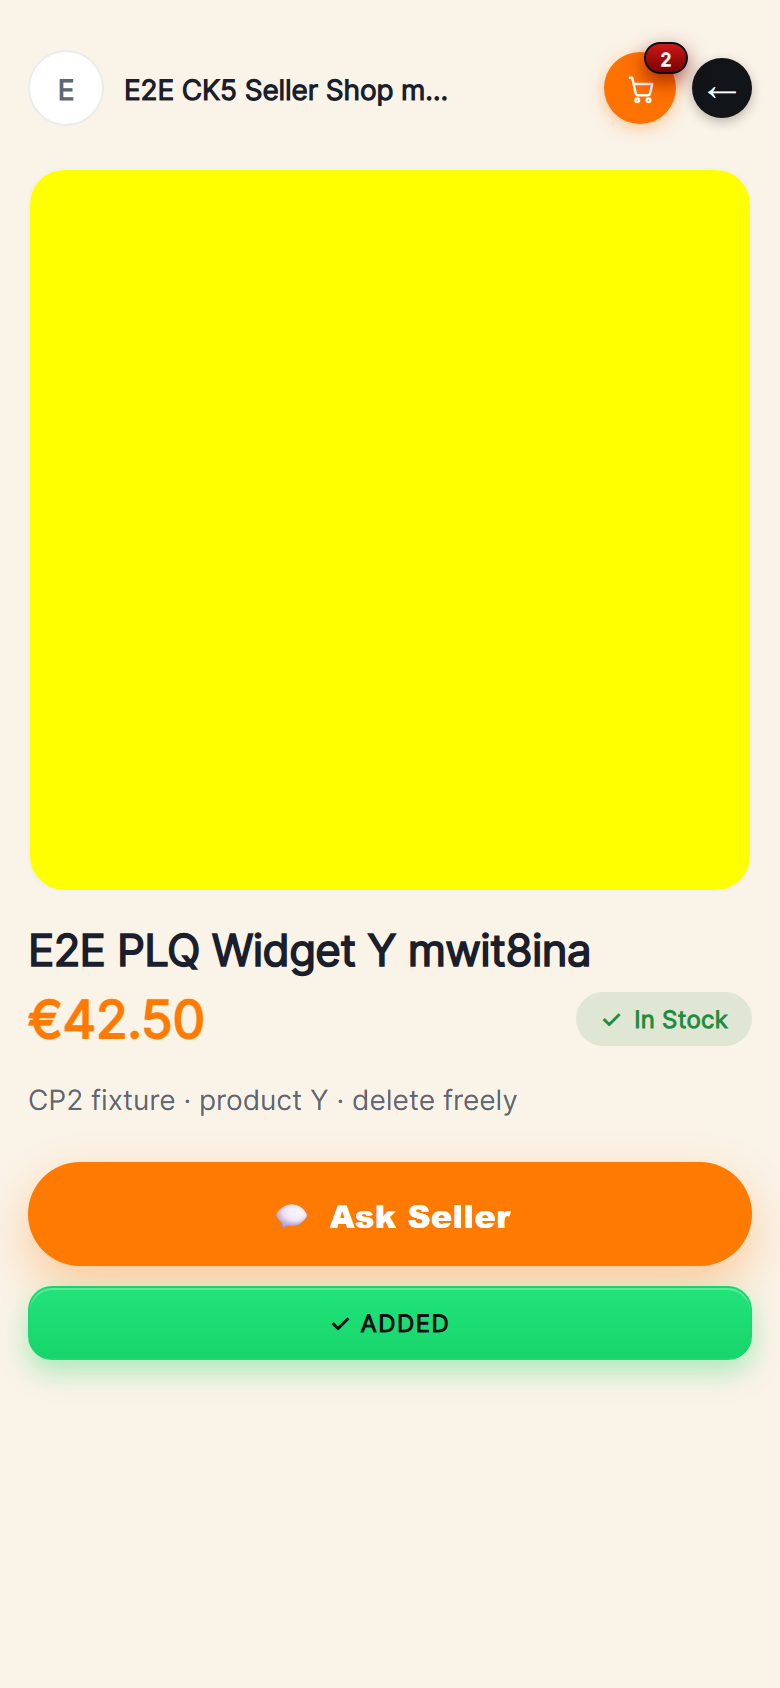 E
E2E CK5 Seller Shop m...
2
E2E PLQ Widget Y mwit8ina
€42.50
✓ In Stock
CP2 fixture · product Y · delete freely
Ask Seller
✓ ADDED